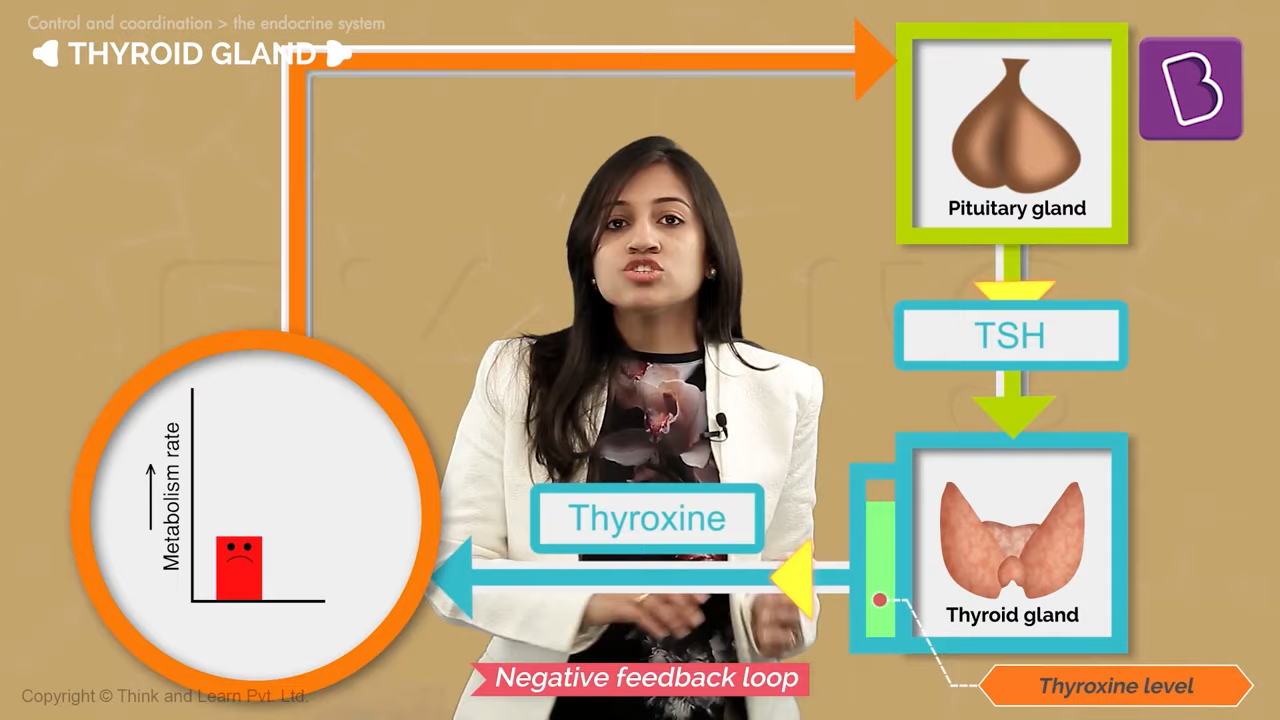 Control and coordination > the endocrine system
THYROID GLAND
B
Pituitary gland
TSH
Metabolism rate
Thyroxine
Thyroid gland
Negative feedback loop
Thyroxine level
Copyright © Think and Learn Pvt. Ltd.